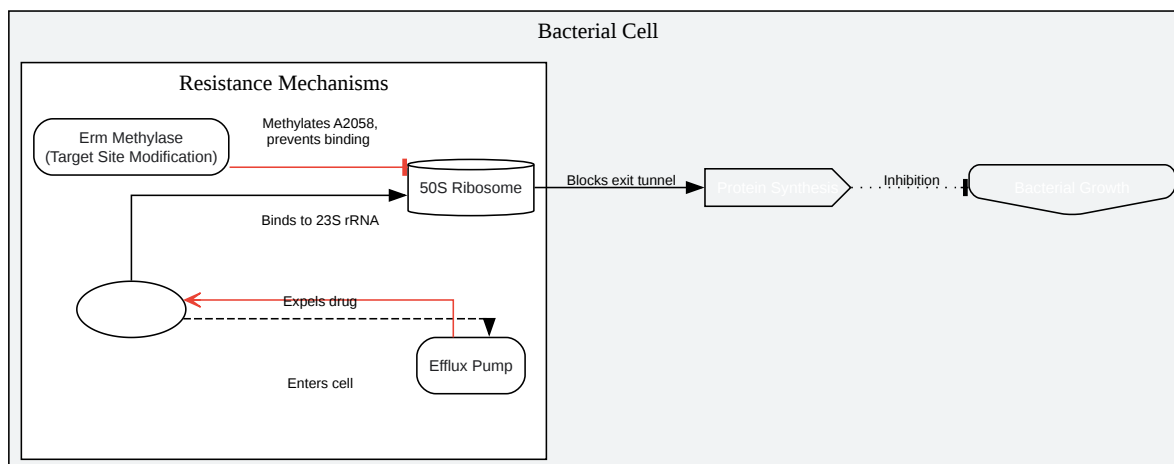 Bacterial Cell
Resistance Mechanisms
Erm Methylase
(Target Site Modification)
Methylates A2058,
prevents binding
50S Ribosome
Blocks exit tunnel
Protein Synthesis
Inhibition
Bacterial Growth
Binds to 23S rRNA
Expels drug
Efflux Pump
Enters cell